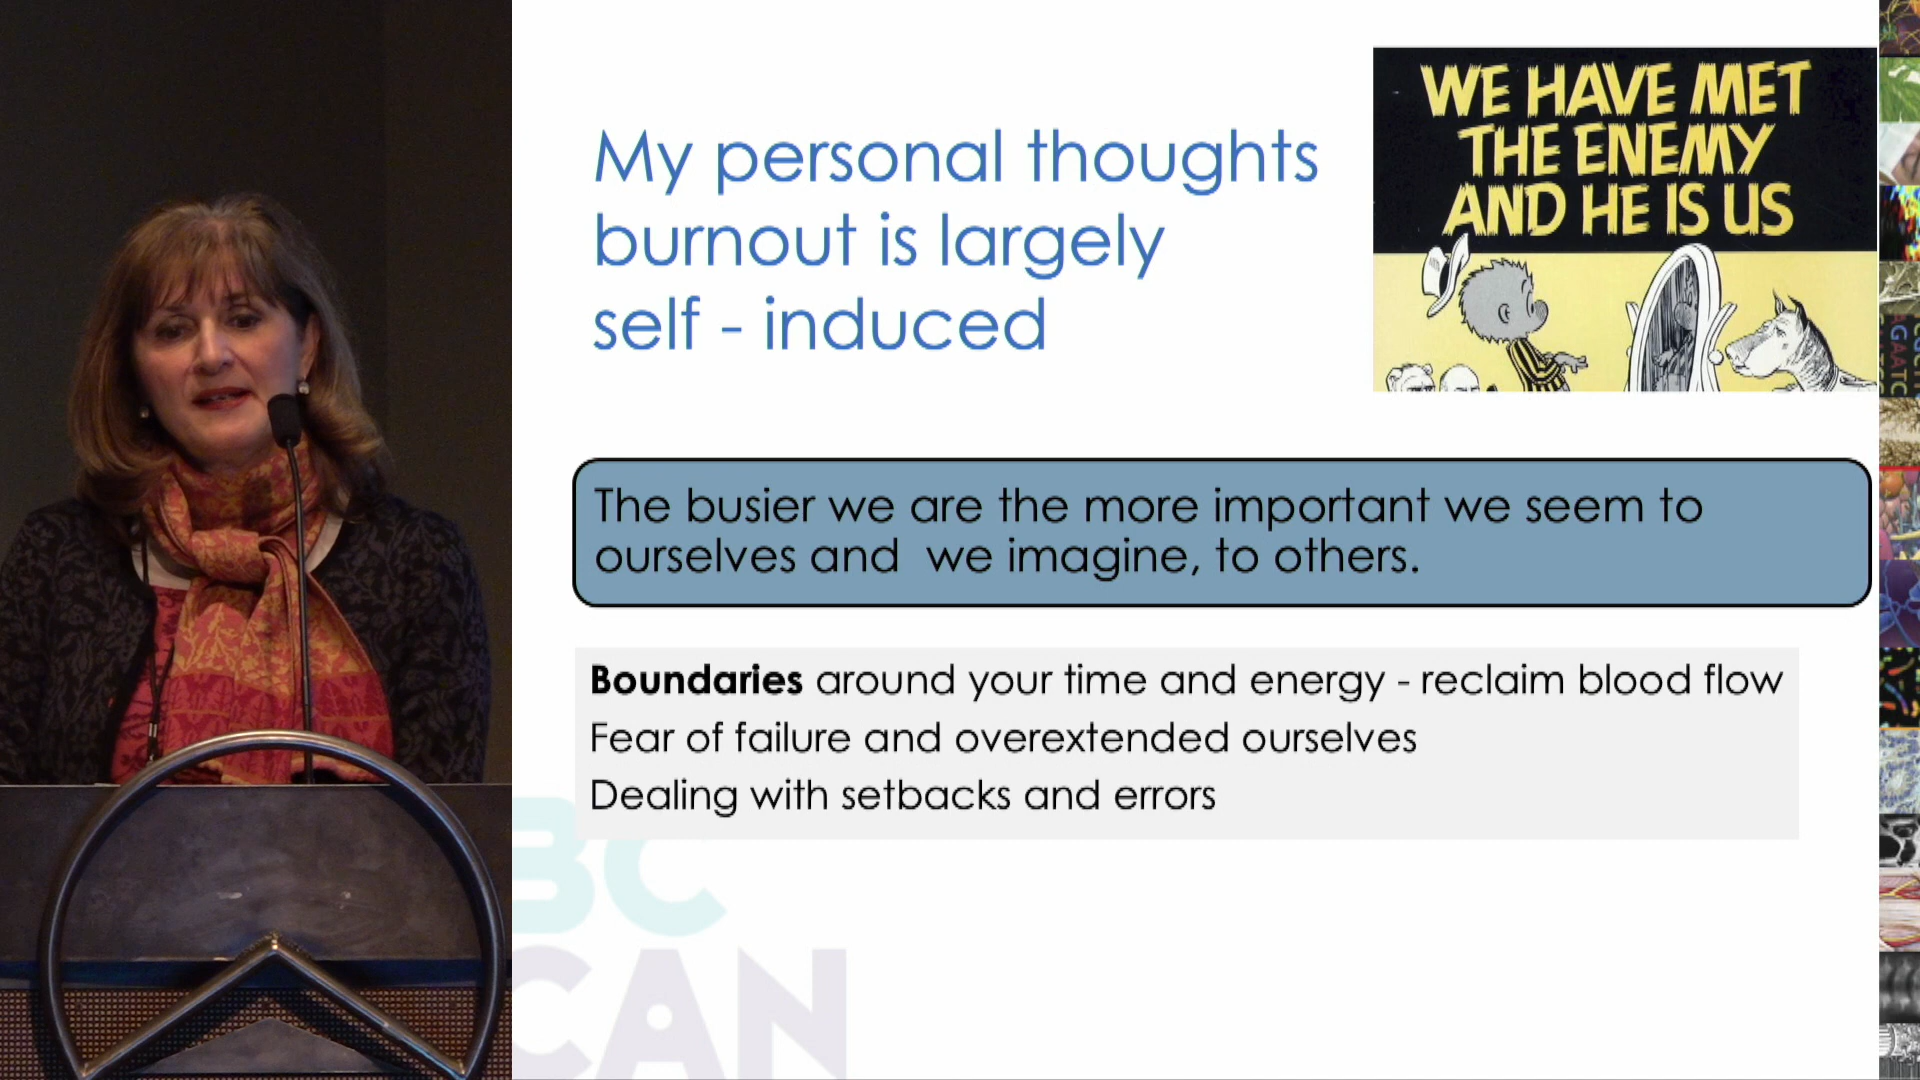 My personal thoughts
burnout is largely
self - induced
WE HAVE MET
THE ENEMY
AND HE IS US
The busier we are the more important we seem to
ourselves and  we imagine, to others.
Boundaries around your time and energy - reclaim blood flow
Fear of failure and overextended ourselves
Dealing with setbacks and errors
BC
CAN
GAATC